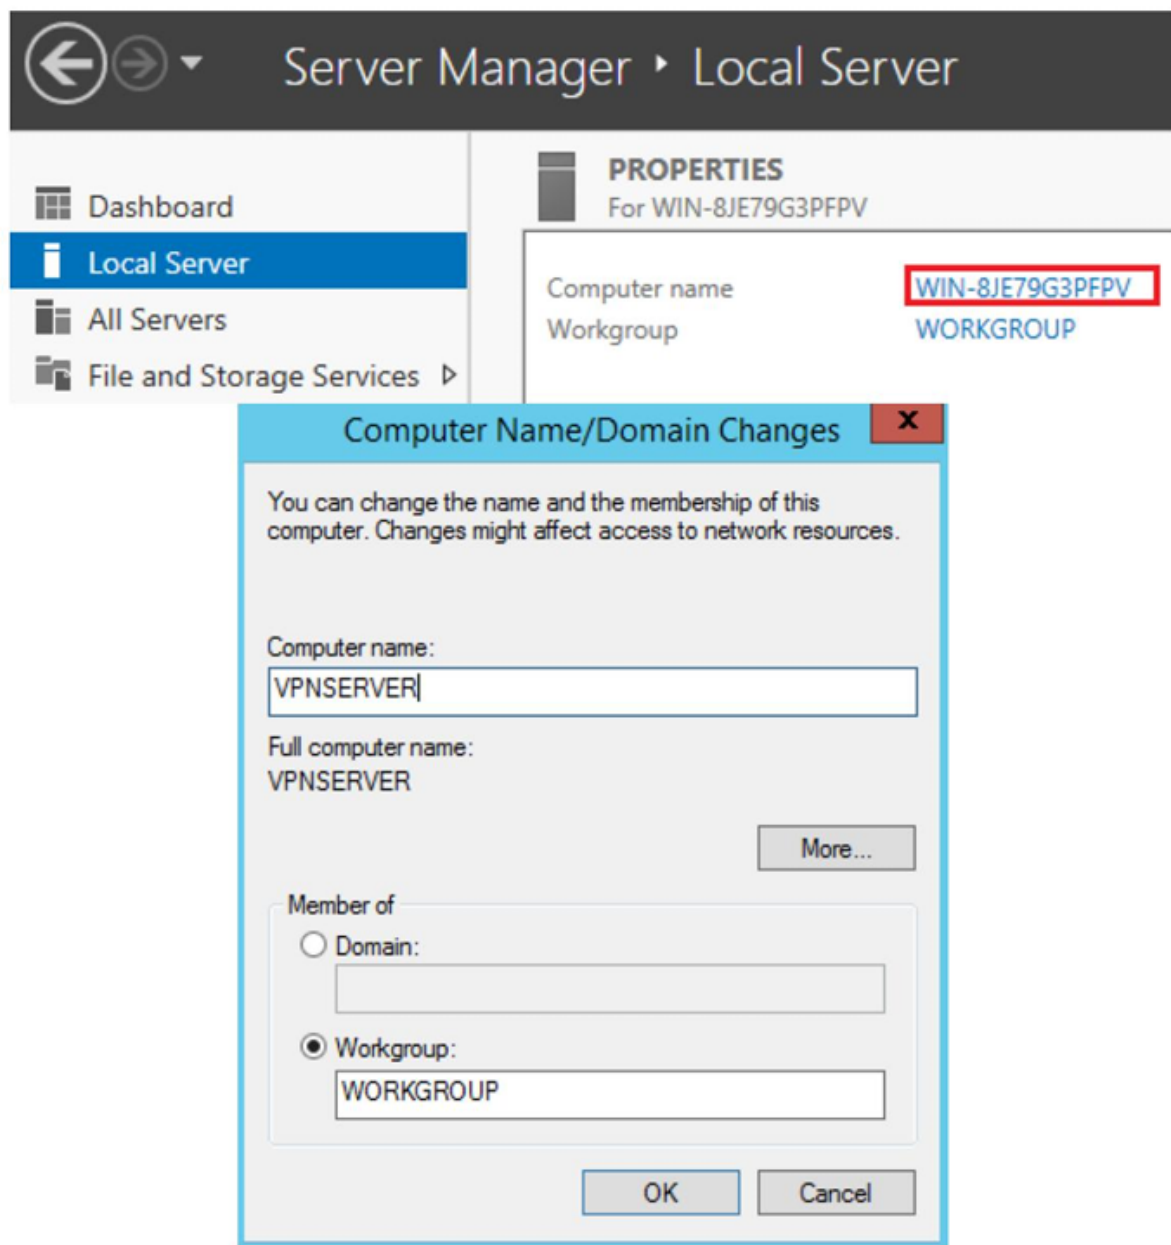 Server Manager ‣ Local Server
Dashboard
Local Server
All Servers
File and Storage Services
PROPERTIES
For WIN-8JE79G3PFPV
Computer name WIN-8JE79G3PFPV
Workgroup WORKGROUP
Computer Name/Domain Changes
X
You can change the name and the membership of this
computer. Changes might affect access to network resources.
Computer name:
VPNSERVER
Full computer name:
VPNSERVER
More...
Member of
Domain:
Workgroup:
WORKGROUP
OK Cancel